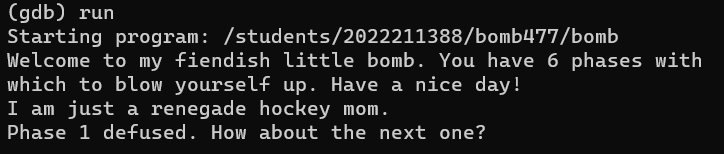 (gdb) run
Starting program: /students/2022211388/bomb477/bomb
Welcome to my fiendish little bomb. You have 6 phases with
which to blow yourself up. Have a nice day!
I am just a renegade hockey mom.
Phase 1 defused. How about the next one?